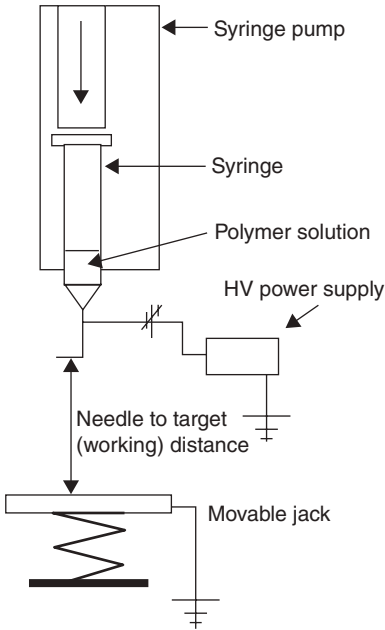 Syringe pump
Syringe
Polymer solution
HV power supply
Needle to target
(working) distance
Movable jack